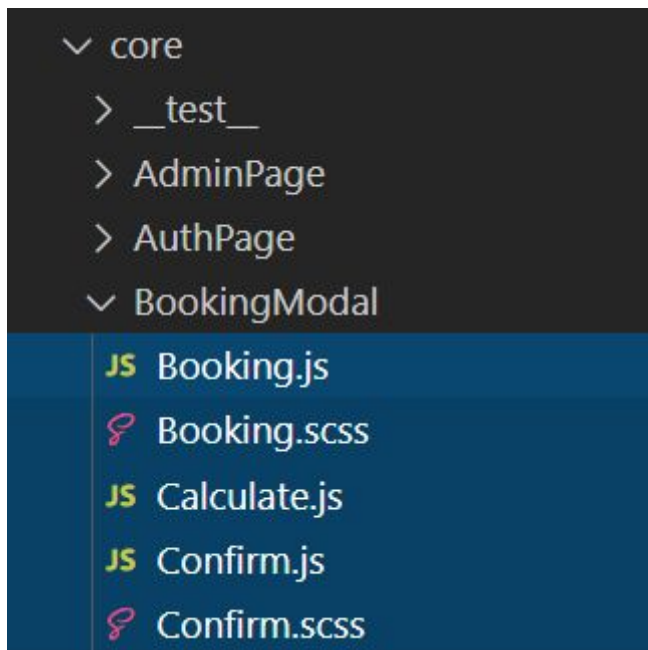 core
__test__
AdminPage
AuthPage
BookingModal
JS Booking.js
Booking.scss
JS Calculate.js
JS Confirm.js
Confirm.scss